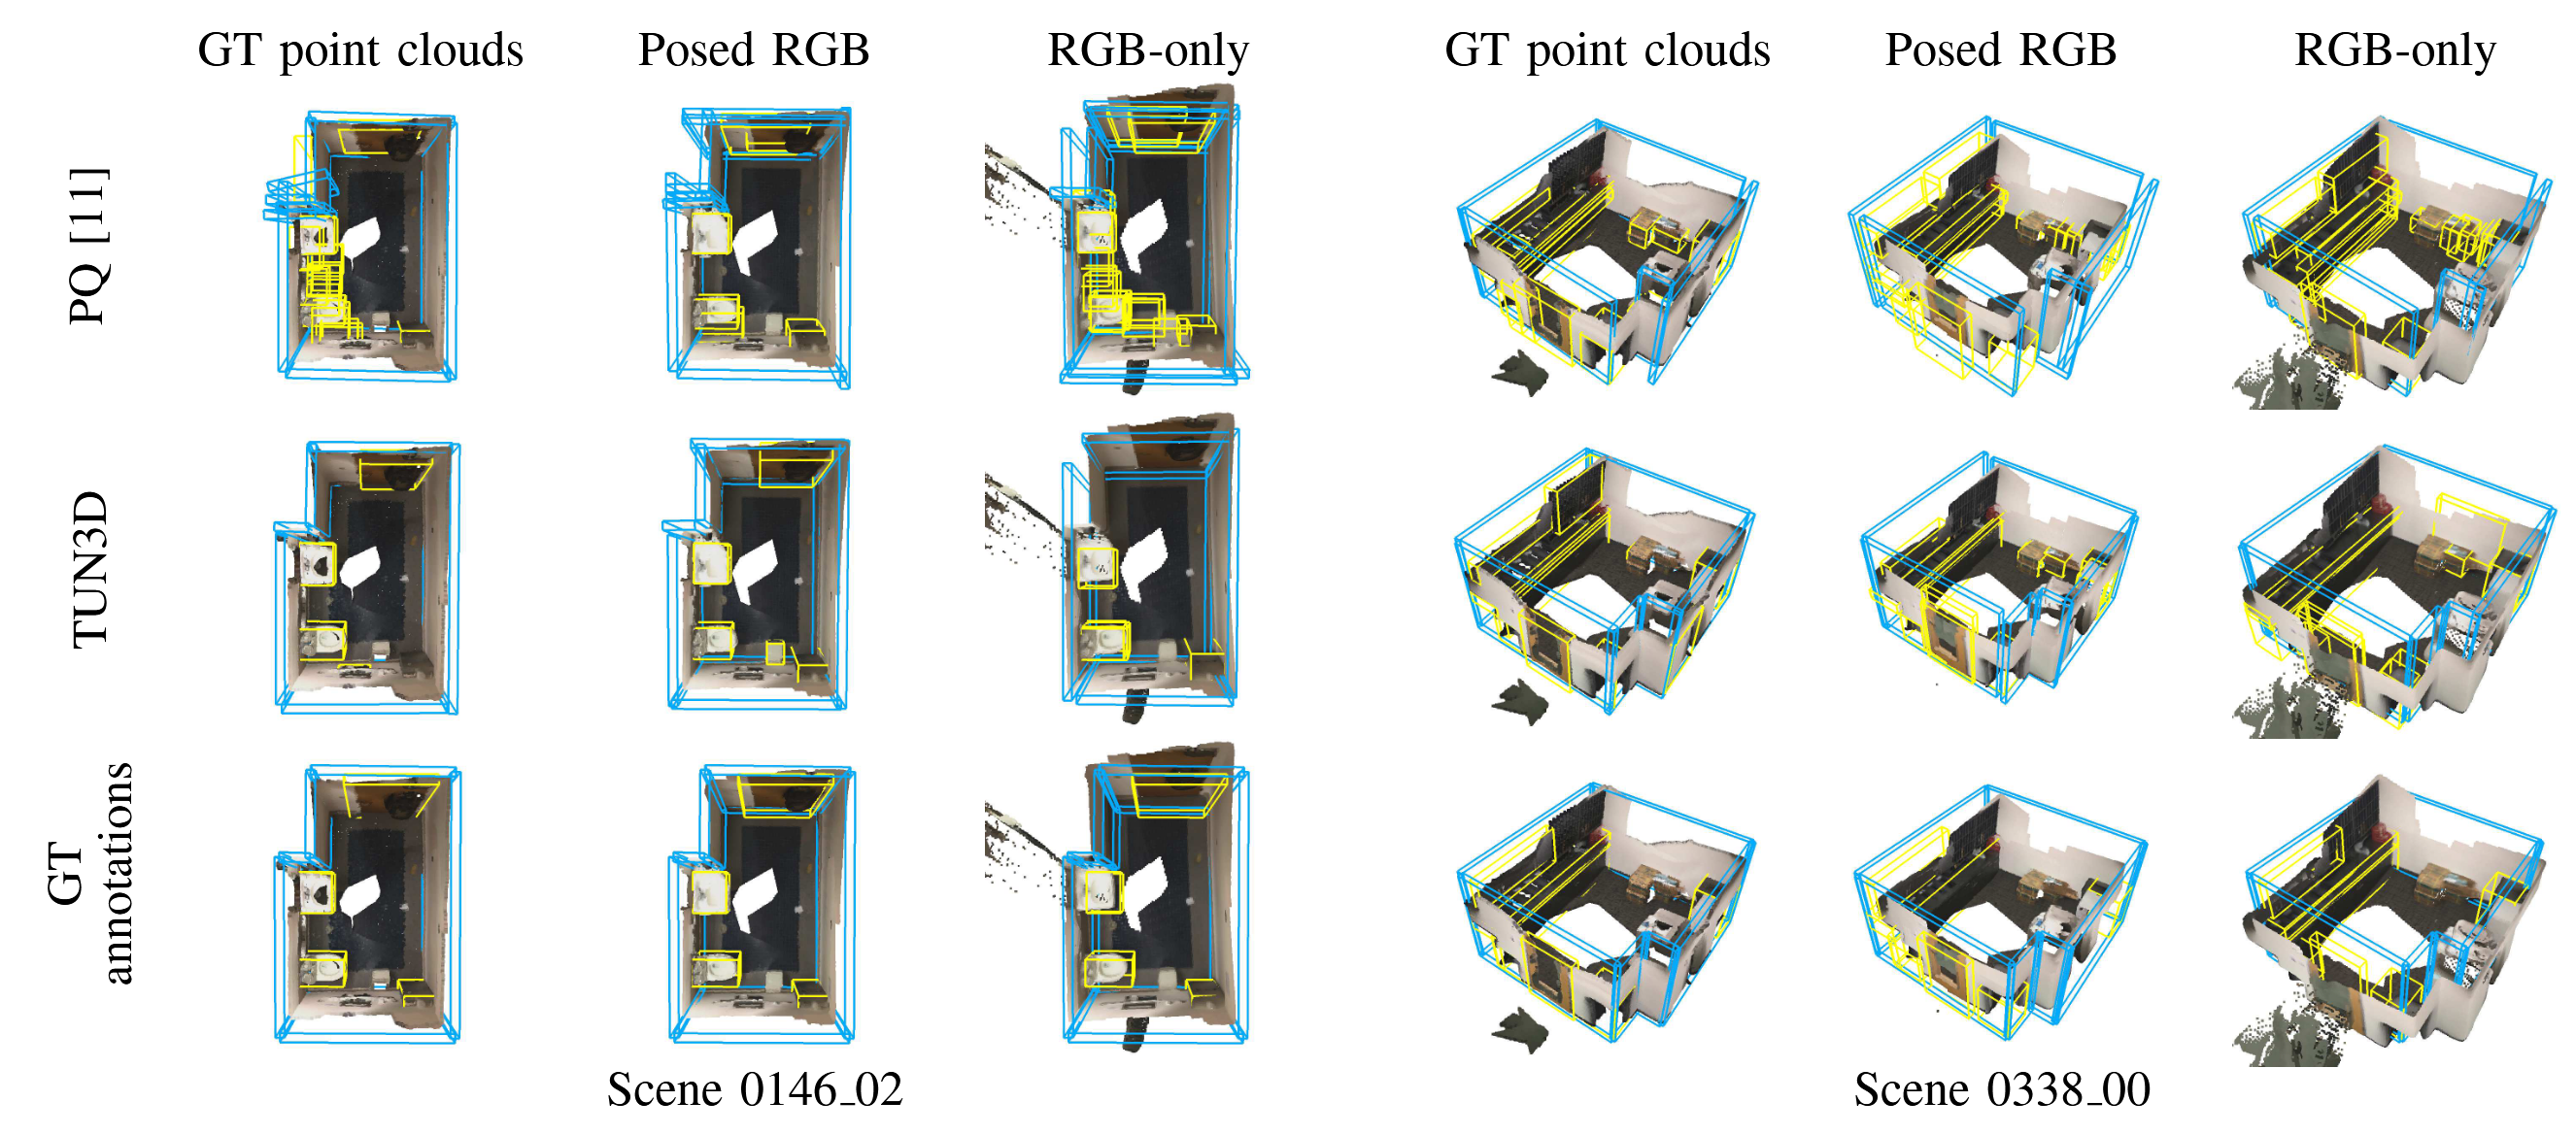 GT point clouds Posed RGB RGB-only GT point clouds Posed RGB RGB-only
PQ [11]
TUN3D
GT
annotations
Scene 0146_02 Scene 0338_00